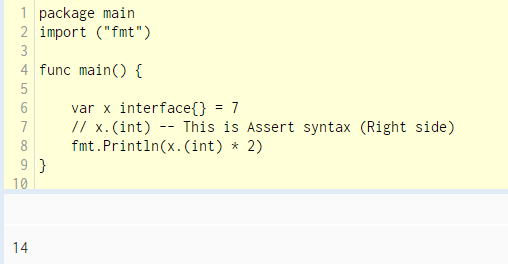 1 package main
2 import ("fmt")
3
4 func main() {
5
6     var x interface{} = 7
7     // x.(int) -- This is Assert syntax (Right side)
8     fmt.Println(x.(int) * 2)
9 }
10
14